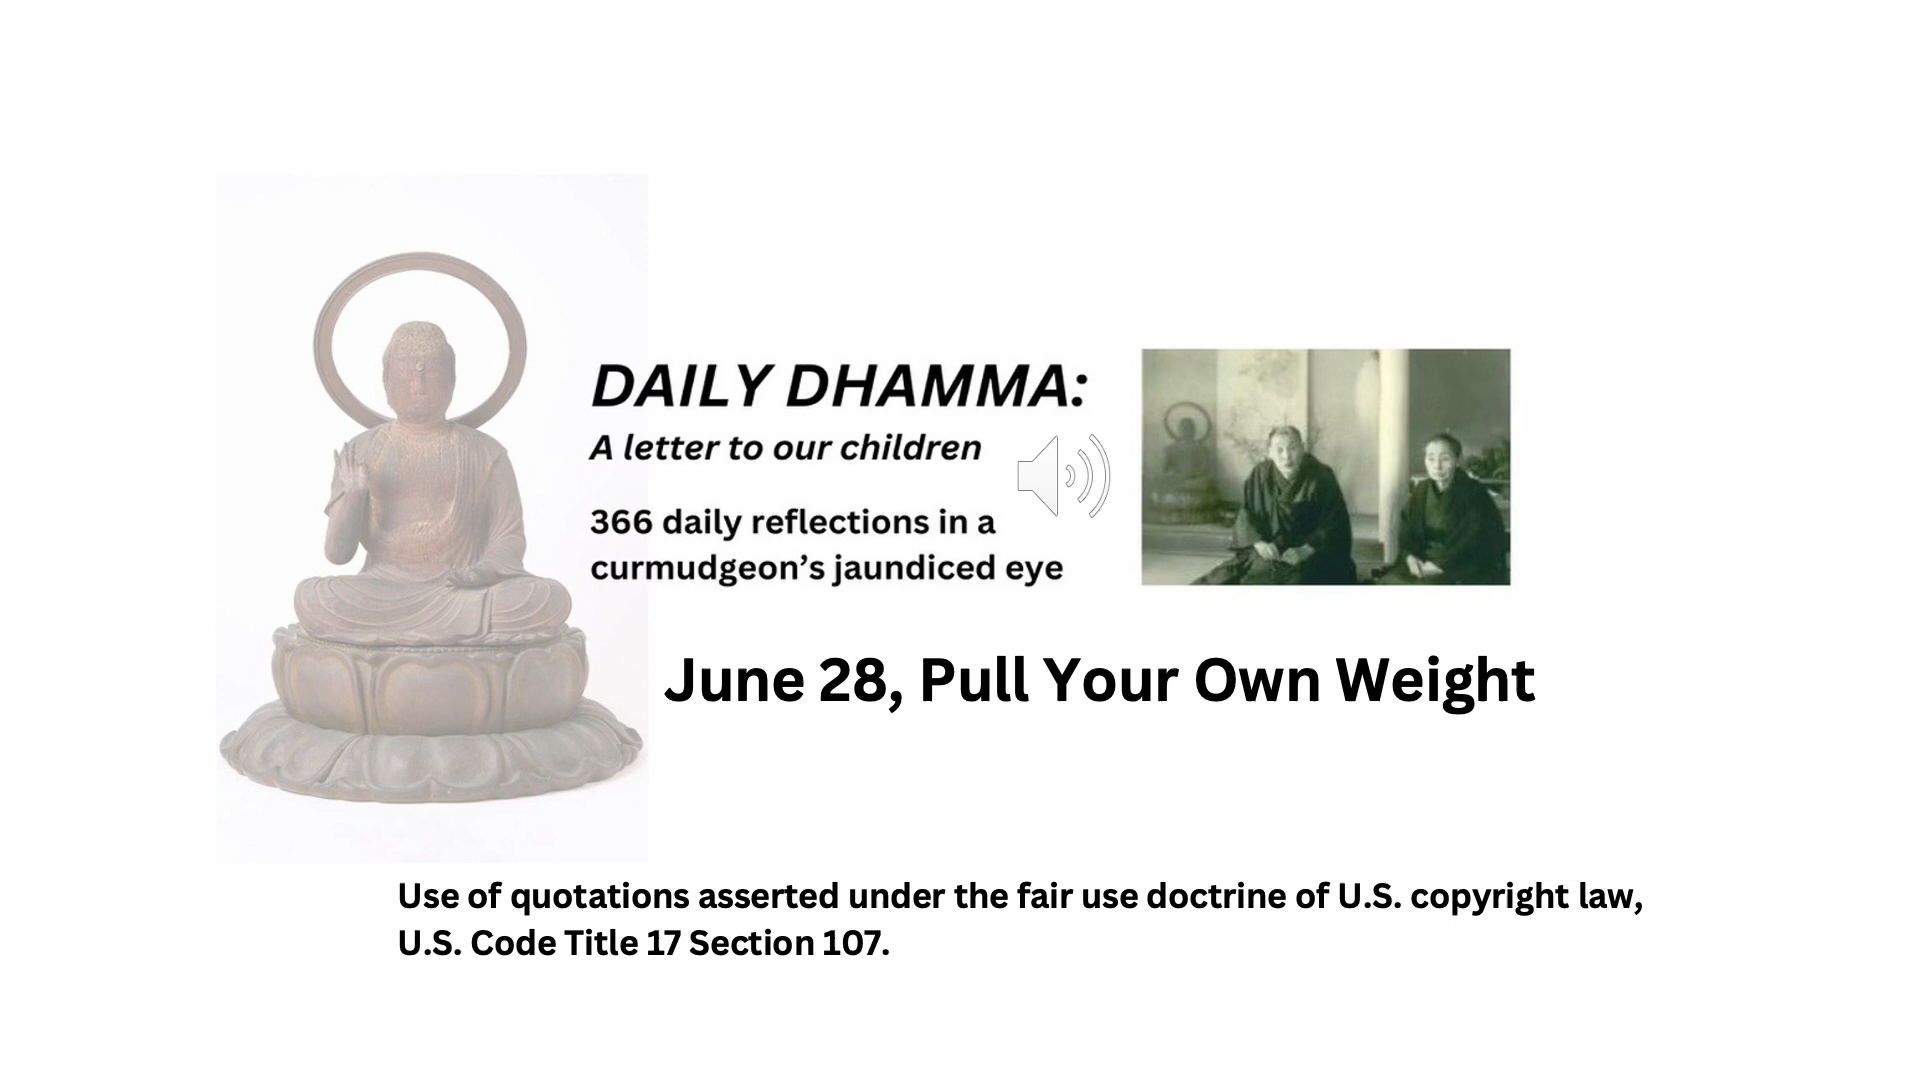 DAILY DHAMMA:
A letter to our children
366 daily reflections in a
curmudgeon’s jaundiced eye
June 28, Pull Your Own Weight
Use of quotations asserted under the fair use doctrine of U.S. copyright law,
U.S. Code Title 17 Section 107.